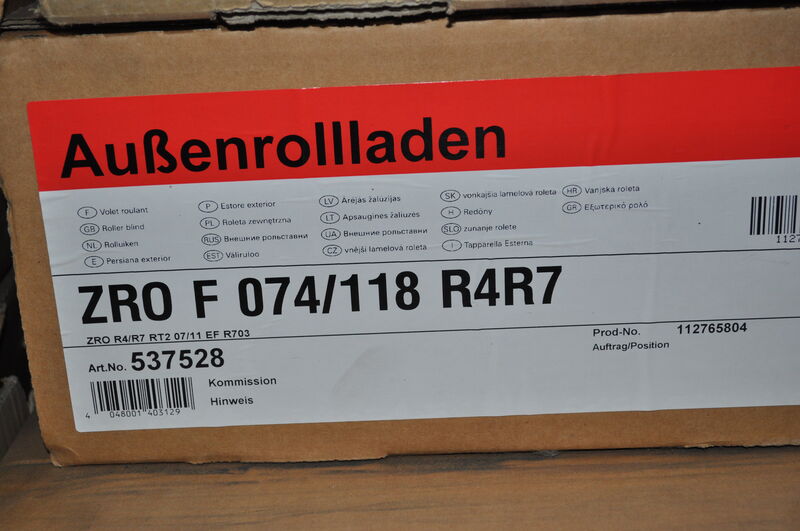 Außenrollladen
F Volet roulant
GB Roller blind
NL Rolluiken
E Persiana exterior
P Estore exterior
PL Roleta zewnętrzna
RUS Внешние рольставни
EST Väliruloo
LV Ārējās žalūzijas
LT Apsauginės žaliuzės
UA Внешние рольставни
CZ vnější lamelová roleta
SK vonkajšia lamelová roleta
H Redöny
SLO zunanje rolete
I Tapparella Esterna
HR Vanjska roleta
GR Εξωτερικό ρολό
1127
ZRO F 074/118 R4R7
ZRO R4/R7 RT2 07/11 EF R703
Prod-No. 112765804
Auftrag/Position
Art.No. 537528
Kommission
Hinweis
4 048001 403129